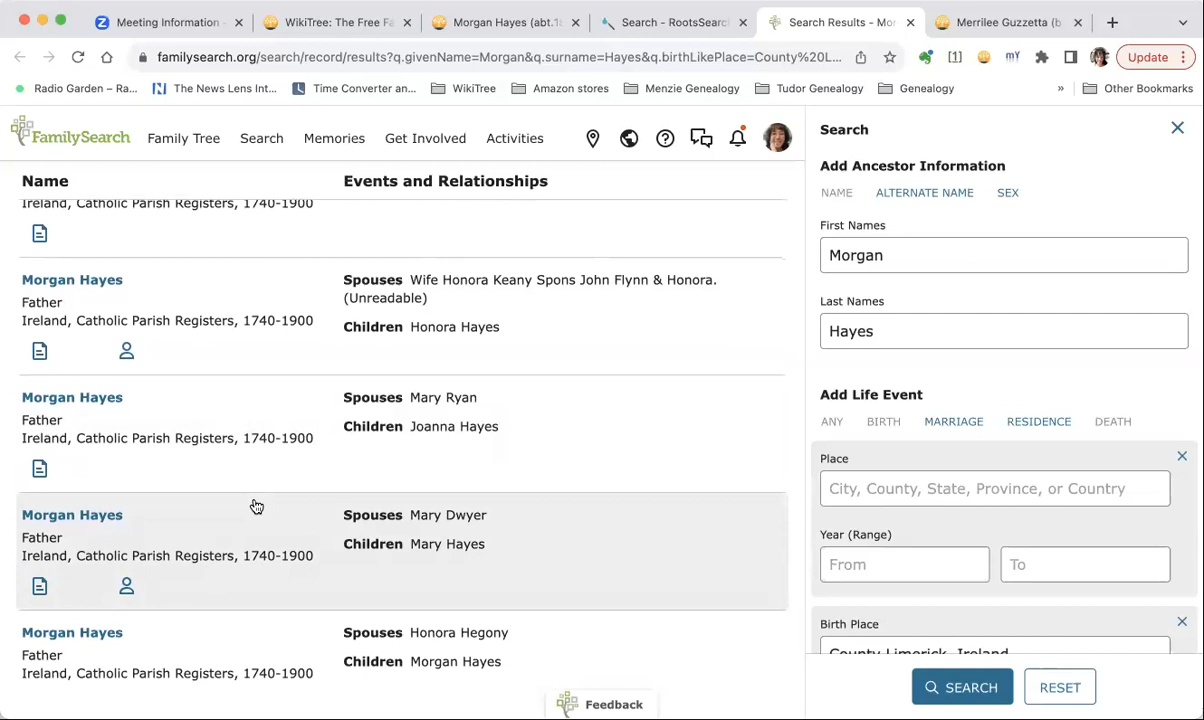 Meeting Information -
WikiTree: The Free Fa
Morgan Hayes (abt.1
Search - RootsSearc
Search Results - Mo
Merrilee Guzzetta (b
familysearch.org/search/record/results?q.givenName=Morgan&q.surname=Hayes&q.birthLikePlace=County%20L...
[1]
mY
Update
Radio Garden – Ra...
The News Lens Int...
Time Converter an...
WikiTree
Amazon stores
Menzie Genealogy
Tudor Genealogy
Genealogy
»
Other Bookmarks
FamilySearch
Family Tree
Search
Memories
Get Involved
Activities
Name
Events and Relationships
Ireland, Catholic Parish Registers, 1740-1900
Morgan Hayes
Father
Ireland, Catholic Parish Registers, 1740-1900
Spouses Wife Honora Keany Spons John Flynn & Honora.
(Unreadable)
Children Honora Hayes
Morgan Hayes
Father
Ireland, Catholic Parish Registers, 1740-1900
Spouses Mary Ryan
Children Joanna Hayes
Morgan Hayes
Father
Ireland, Catholic Parish Registers, 1740-1900
Spouses Mary Dwyer
Children Mary Hayes
Morgan Hayes
Father
Ireland, Catholic Parish Registers, 1740-1900
Spouses Honora Hegony
Children Morgan Hayes
Feedback
Search
Add Ancestor Information
NAME ALTERNATE NAME SEX
First Names
Morgan
Last Names
Hayes
Add Life Event
ANY BIRTH MARRIAGE RESIDENCE DEATH
Place
City, County, State, Province, or Country
Year (Range)
From To
Birth Place
County Limerick, Ireland
SEARCH RESET